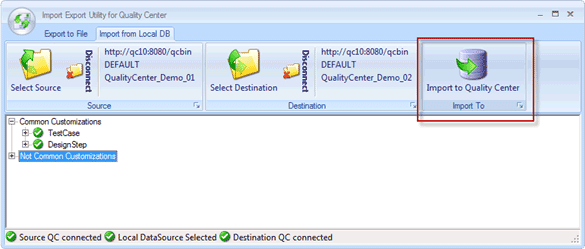 Import Export Utility for Quality Center
Export to File
Import from Local DB
Select Source
Disconnect
http://qc10:8080/qcbin
DEFAULT
QualityCenter_Demo_01
Source
Select Destination
Disconnect
http://qc10:8080/qcbin
DEFAULT
QualityCenter_Demo_02
Destination
Import to Quality Center
Import To
Common Customizations
TestCase
DesignStep
Not Common Customizations
Source QC connected
Local DataSource Selected
Destination QC connected